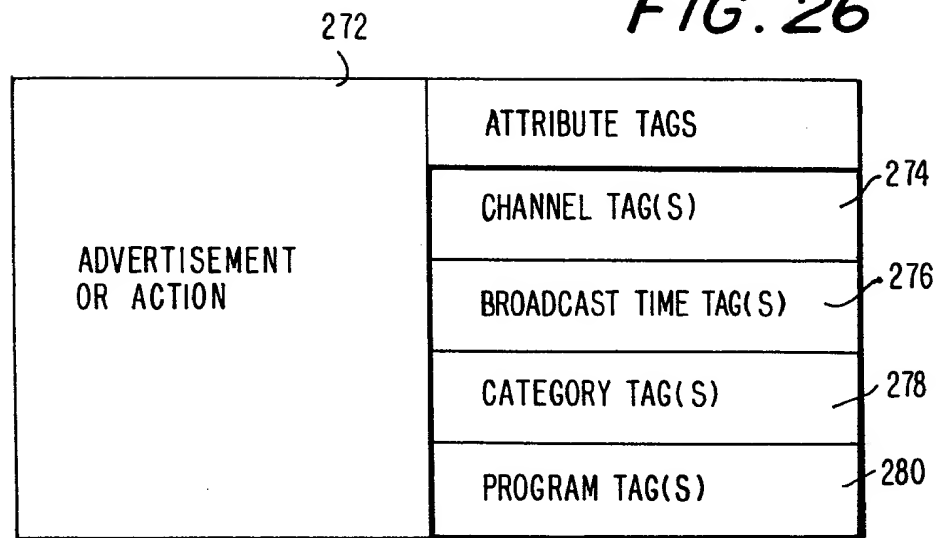 FIG. 26
272
ATTRIBUTE TAGS
274
CHANNEL TAG(S)
276
ADVERTISEMENT
OR ACTION
BROADCAST TIME TAG(S)
278
CATEGORY TAG(S)
280
PROGRAM TAG(S)